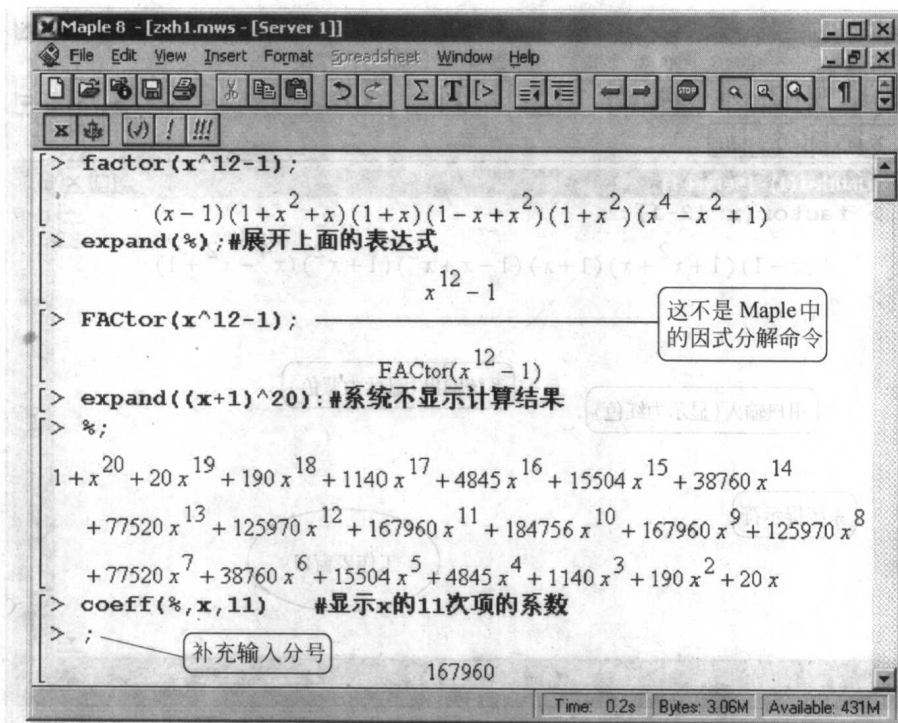 Maple 8 - [zxh1.mws - [Server 1]]
File Edit View Insert Format Spreadsheet Window Help
> factor(x^12-1);
(x-1)(1+x^2+x)(1+x)(1-x+x^2)(1+x^2)(x^4-x^2+1)
> expand(%);#展开上面的表达式
x^12-1
> FACtor(x^12-1);
这不是 Maple中
的因式分解命令
FACtor(x^12-1)
> expand((x+1)^20):#系统不显示计算结果
> %;
1+x^20+20 x^19+190 x^18+1140 x^17+4845 x^16+15504 x^15+38760 x^14
+77520 x^13+125970 x^12+167960 x^11+184756 x^10+167960 x^9+125970 x^8
+77520 x^7+38760 x^6+15504 x^5+4845 x^4+1140 x^3+190 x^2+20 x
> coeff(%,x,11) #显示x的11次项的系数
> ;
补充输入分号
167960
Time: 0.2s Bytes: 3.06M Available: 431M